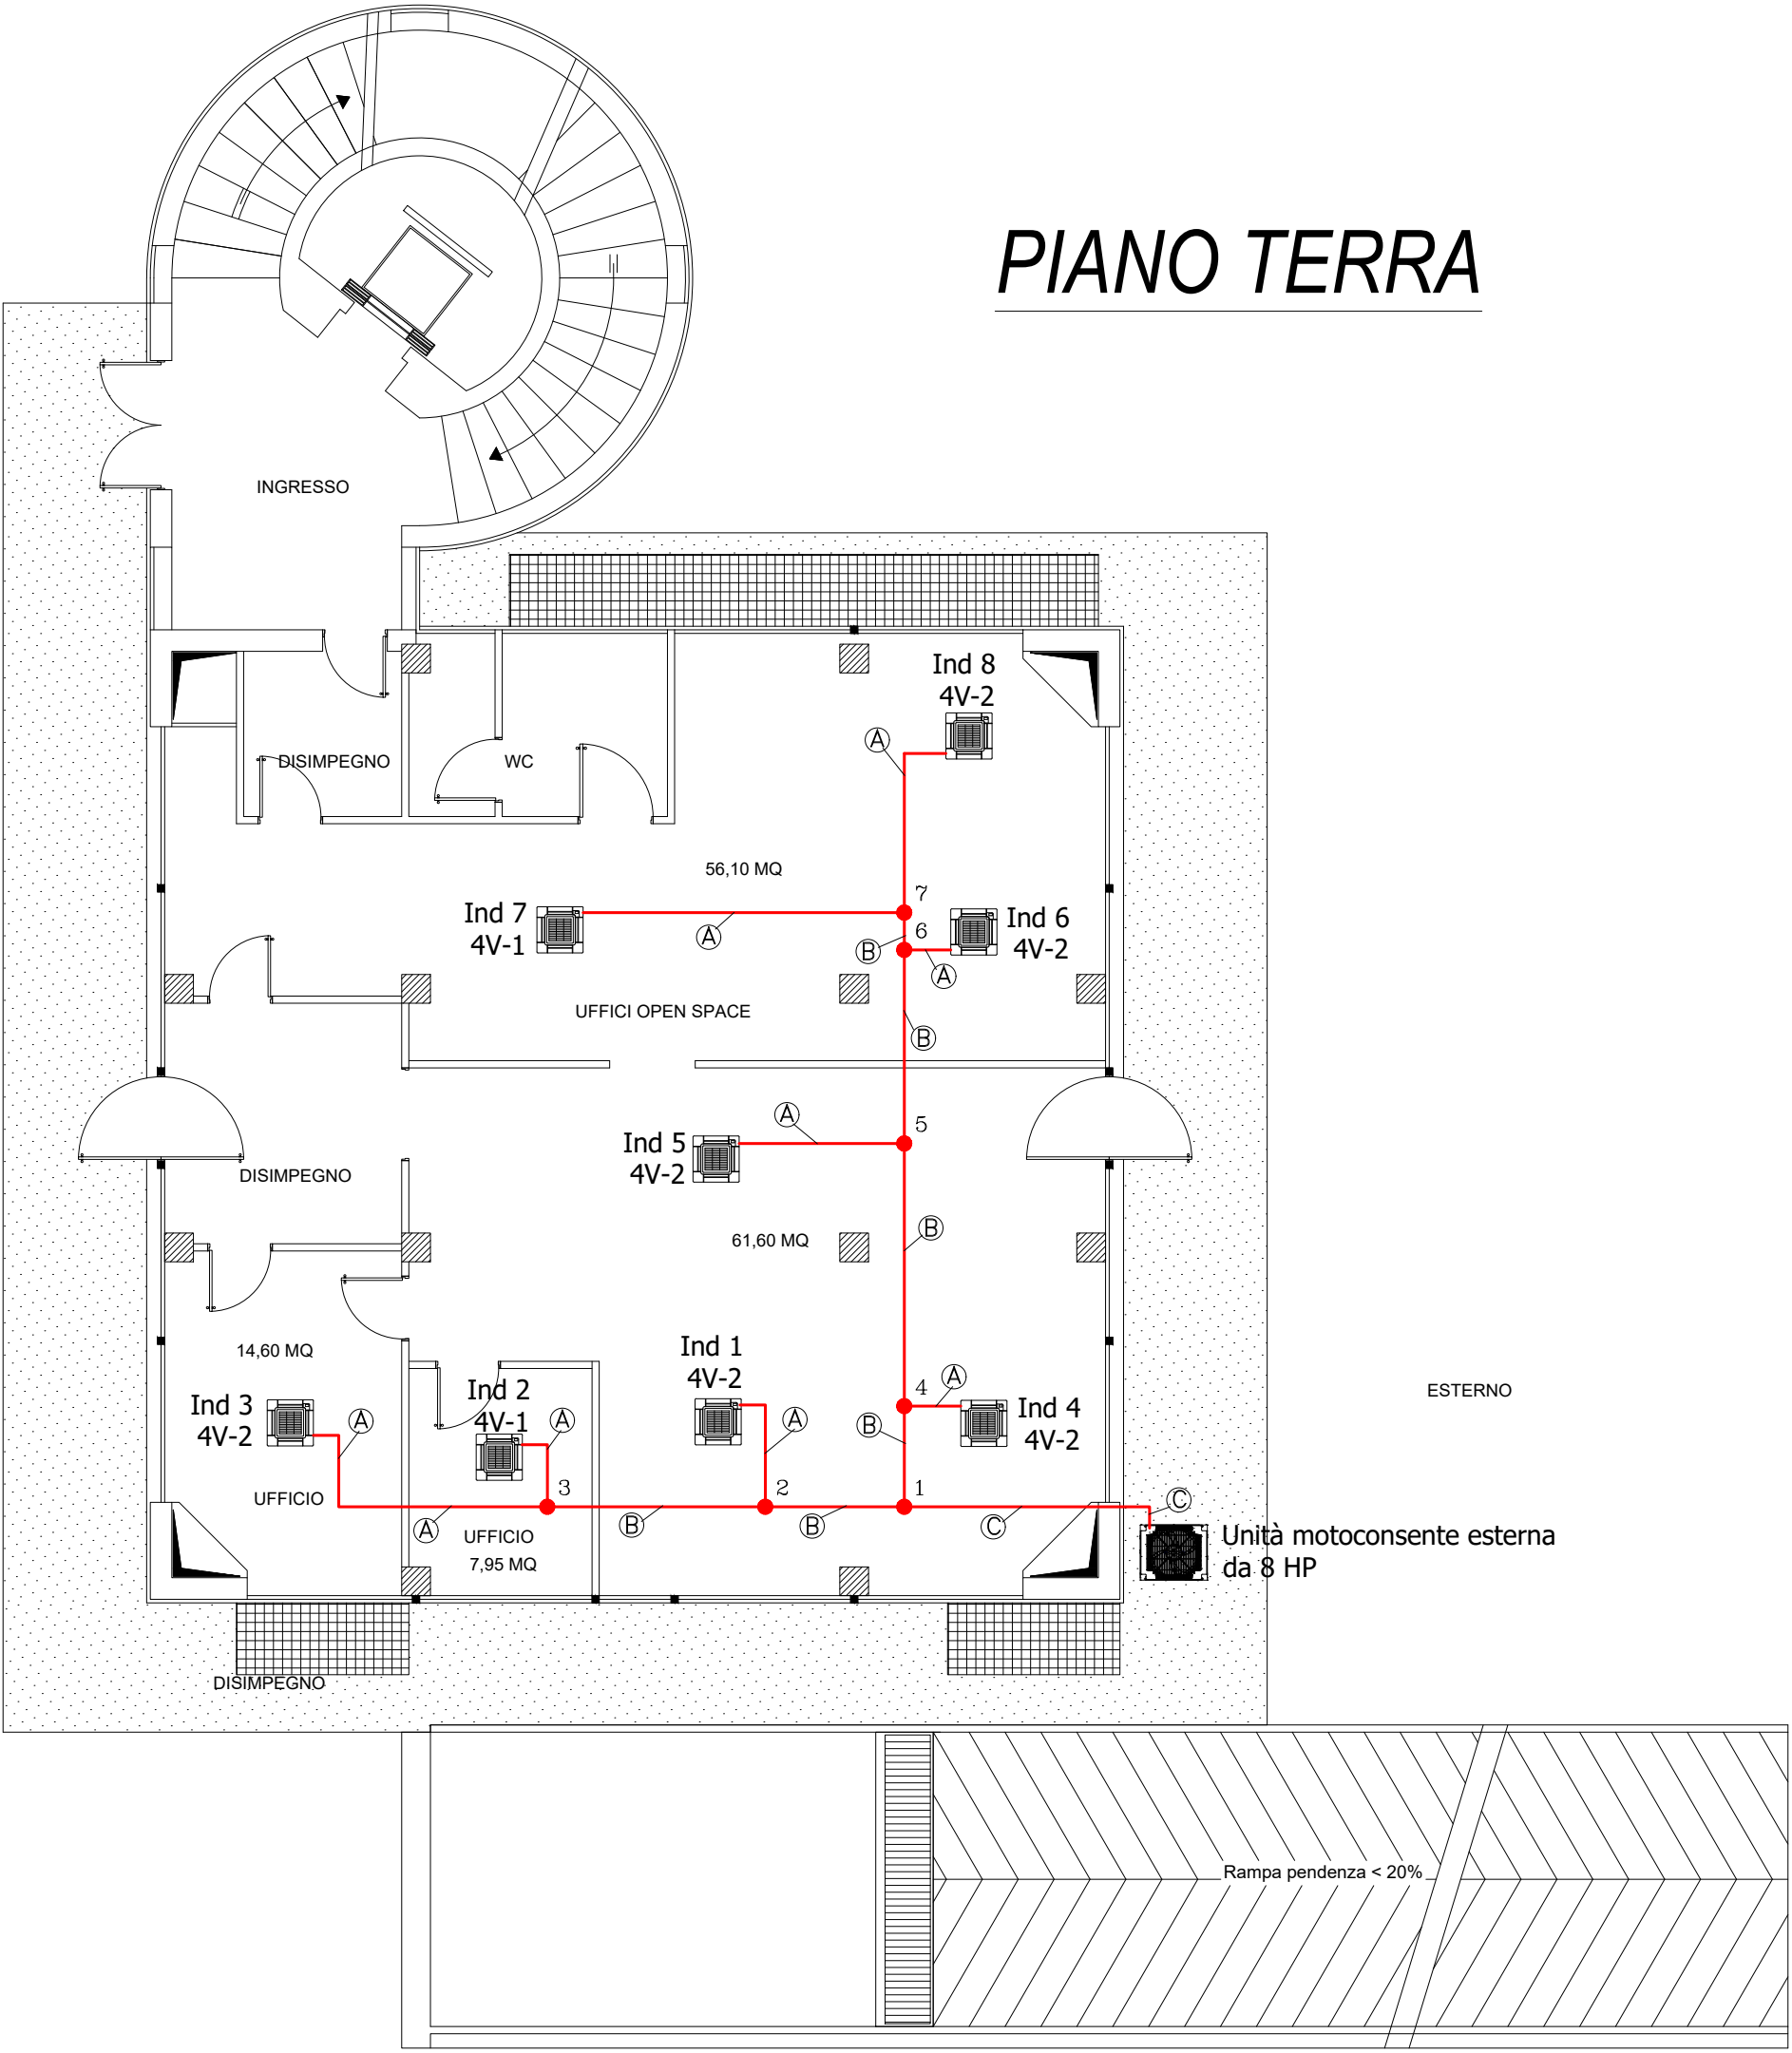 PIANO TERRA
INGRESSO
Ind 8
4V-2
A
DISIMPEGNO
WC
56,10 MQ
7
Ind 7
4V-1
A
6
B
Ind 6
4V-2
A
UFFICI OPEN SPACE
B
A
5
Ind 5
4V-2
DISIMPEGNO
B
61,60 MQ
14,60 MQ
Ind 1
4V-2
Ind 2
4V-1
A
4
ESTERNO
Ind 3
4V-2
A
A
A
B
Ind 4
4V-2
UFFICIO
3
2
1
C
A
B
B
C
UFFICIO
7,95 MQ
Unità motoconsente esterna
da 8 HP
DISIMPEGNO
Rampa pendenza < 20%